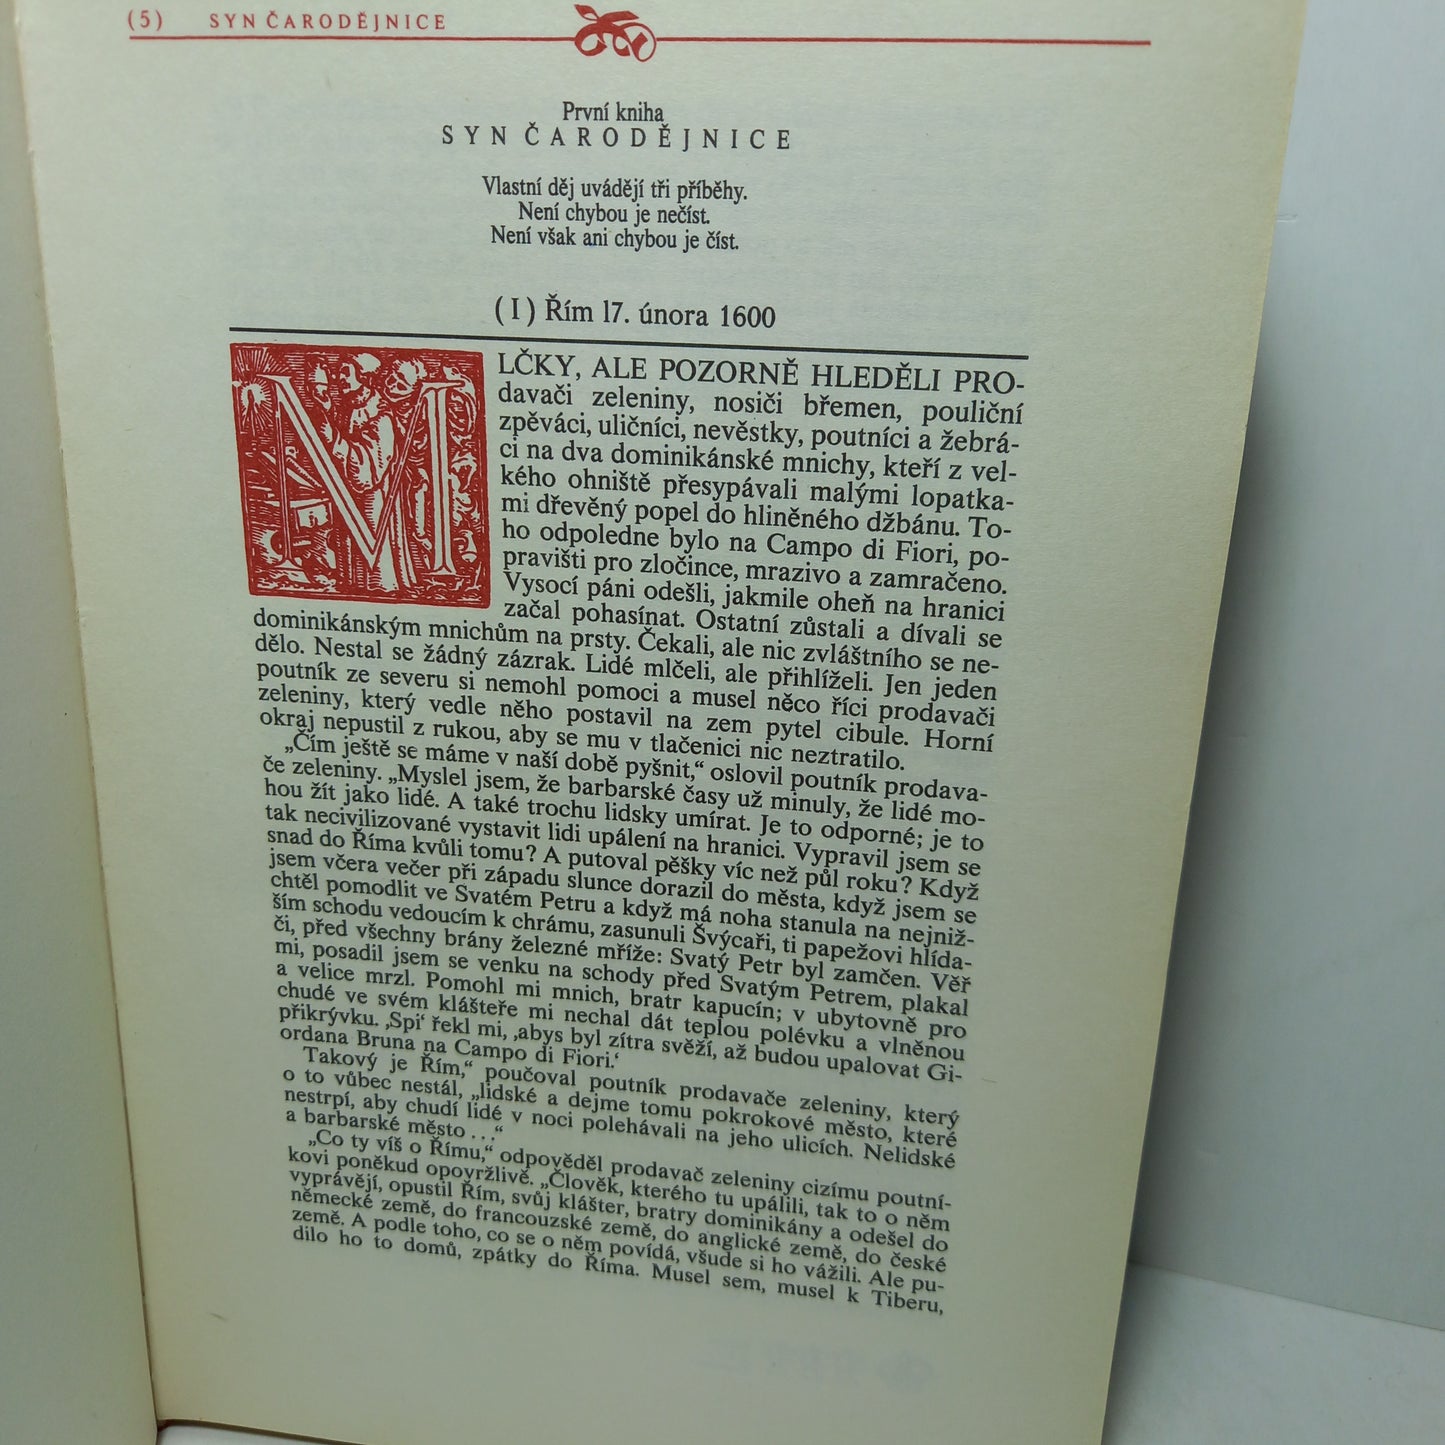 (5) SYN ČARODĚJNICE
První kniha
SYN ČARODĚJNICE
Vlastní děj uvádějí tři příběhy.
Není chybou je nečíst.
Není však ani chybou je číst.
(I) Řím 17. února 1600
MLČKY, ALE POZORNĚ HLEDĚLI PRO-
davači zeleniny, nosiči břemen, pouliční
zpěváci, uličníci, nevěstky, poutníci a žebrá-
ci na dva dominikánské mnichy, kteří z vel-
kého ohniště přesypávali malými lopatka-
mi dřevěný popel do hliněného džbánu. To-
ho odpoledne bylo na Campo di Fiori, po-
pravišti pro zločince, mrazivo a zamračeno.
Vysocí páni odešli, jakmile oheň na hranici
začal pohasínat. Ostatní zůstali a dívali se
dominikánským mnichům na prsty. Čekali, ale nic zvláštního se ne-
dělo. Nestal se žádný zázrak. Lidé mlčeli, ale přihlíželi. Jen jeden
poutník ze severu si nemohl pomoci a musel něco říci prodavači
zeleniny, který vedle něho postavil na zem pytel cibule. Horní
okraj nepustil z rukou, aby se mu v tlačenici nic neztratilo.
„Čím ještě se máme v naší době pyšnit,“ oslovil poutník prodava-
če zeleniny. „Myslel jsem, že barbarské časy už minuly, že lidé mo-
hou žít jako lidé. A také trochu lidsky umírat. Je to odporné; je to
tak necivilizované vystavit lidi upálení na hranici. Vypravil jsem se
snad do Říma kvůli tomu? A putoval pěšky víc než půl roku? Když
jsem včera večer při západu slunce dorazil do města, když jsem se
chtěl pomodlit ve Svatém Petru a když má noha stanula na nejniž-
ším schodu vedoucím k chrámu, zasunuli Švýcaři, ti papežovi hlída-
či, před všechny brány železné mříže: Svatý Petr byl zamčen. Věř
mi, posadil jsem se venku na schody před Svatým Petrem, plakal
a velice mrzl. Pomohl mi mnich, bratr kapucín; v ubytovně pro
chudé ve svém klášteře mi nechal dát teplou polévku a vlněnou
přikrývku. ‚Spi‘ řekl mi, ‚abys byl zítra svěží, až budou upalovat Gi-
ordana Bruna na Campo di Fiori.‘
Takový je Řím,“ poučoval poutník prodavače zeleniny, který
o to vůbec nestál, „lidské a dejme tomu pokrokové město, které
nestrpí, aby chudí lidé v noci polehávali na jeho ulicích. Nelidské
a barbarské město . . .“
„Co ty víš o Římu,“ odpověděl prodavač zeleniny cizímu poutní-
kovi poněkud opovržlivě. „Člověk, kterého tu upálili, tak to o něm
vyprávějí, opustil Řím, svůj klášter, bratry dominikány a odešel do
německé země, do francouzské země, do anglické země, do české
země. A podle toho, co se o něm povídá, všude si ho vážili. Ale pu-
dilo ho to domů, zpátky do Říma. Musel sem, musel k Tiberu,